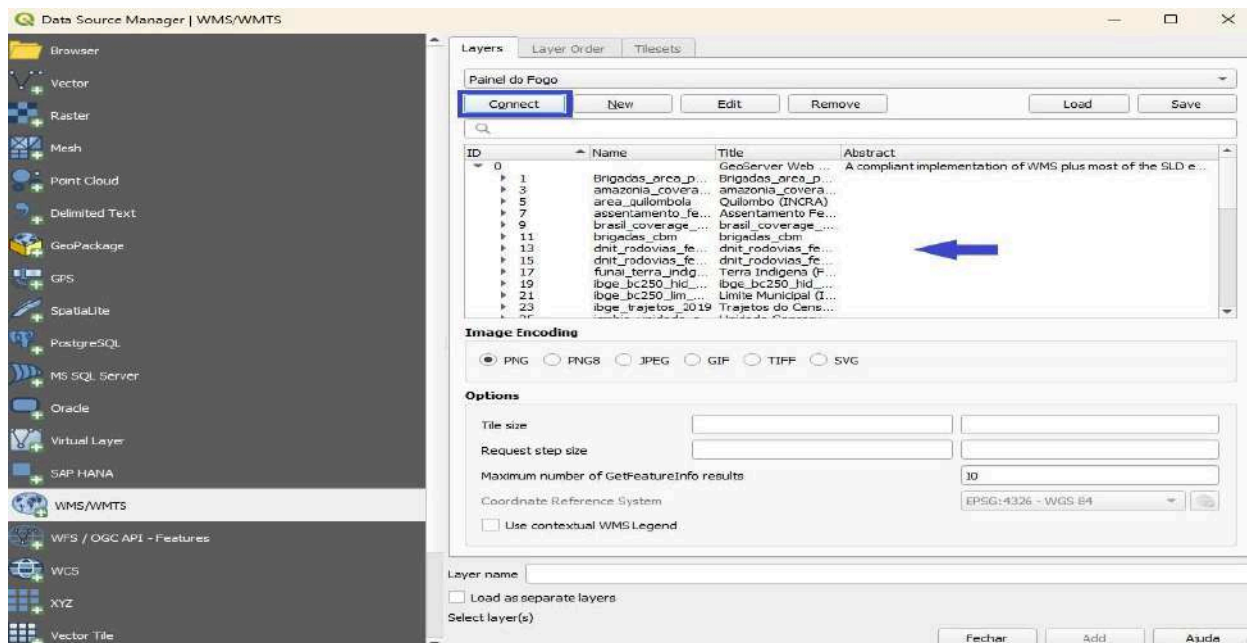 Data Source Manager | WMS/WMTS
Browser
Vector
Raster
Mesh
Point Cloud
Delimited Text
GeoPackage
GPS
SpatiaLite
PostgreSQL
MS SQL Server
Oracle
Virtual Layer
SAP HANA
WMS/WMTS
WFS / OGC API - Features
WCS
XYZ
Vector Tile
Layers Layer Order Tilesets
Painel do Fogo
Connect New Edit Remove Load Save
ID Name Title Abstract
0 GeoServer Web ... A compliant implementation of WMS plus most of the SLD e...
1 Brigadas_area_p... Brigadas_area_p...
3 amazonia_covera... amazonia_covera...
5 area_quilombola Quilombo (INCRA)
7 assentamento_fe... Assentamento Fe...
9 brasil_coverage_... brasil_coverage_...
11 brigadas_cbm brigadas_cbm
13 dnit_rodovias_fe... dnit_rodovias_fe...
15 dnit_rodovias_fe... dnit_rodovias_fe...
17 funai_terra_indig... Terra Indigena (F...
19 ibge_bc250_hid_... ibge_bc250_hid_...
21 ibge_bc250_lim_... Limite Municipal (I...
23 ibge_trajetos_2019 Trajetos do Cens...
Image Encoding
PNG PNG8 JPEG GIF TIFF SVG
Options
Tile size
Request step size
Maximum number of GetFeatureInfo results 10
Coordinate Reference System EPSG:4326 - WGS 84
Use contextual WMS Legend
Layer name
Load as separate layers
Select layer(s)
Fechar Add Ajuda